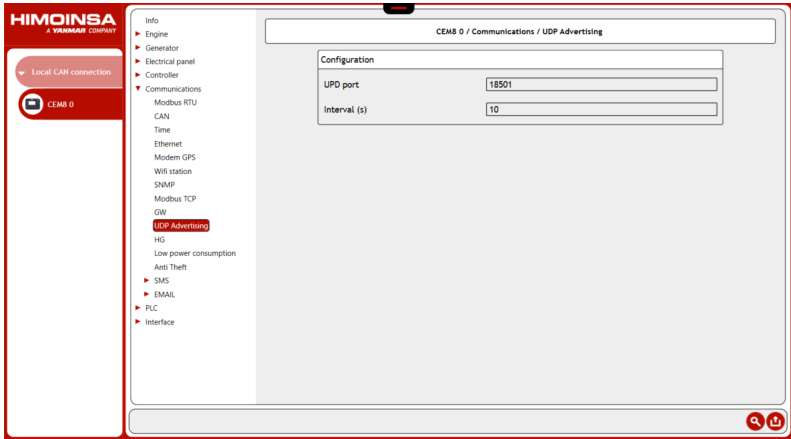 HIMOINSA
A YANMAR COMPANY
Local CAN connection
CEM8 0
Info
Engine
Generator
Electrical panel
Controller
Communications
Modbus RTU
CAN
Time
Ethernet
Modem GPS
Wifi station
SNMP
Modbus TCP
GW
UDP Advertising
HG
Low power consumption
Anti Theft
SMS
EMAIL
PLC
Interface
CEM8 0 / Communications / UDP Advertising
Configuration
UPD port 18501
Interval (s) 10